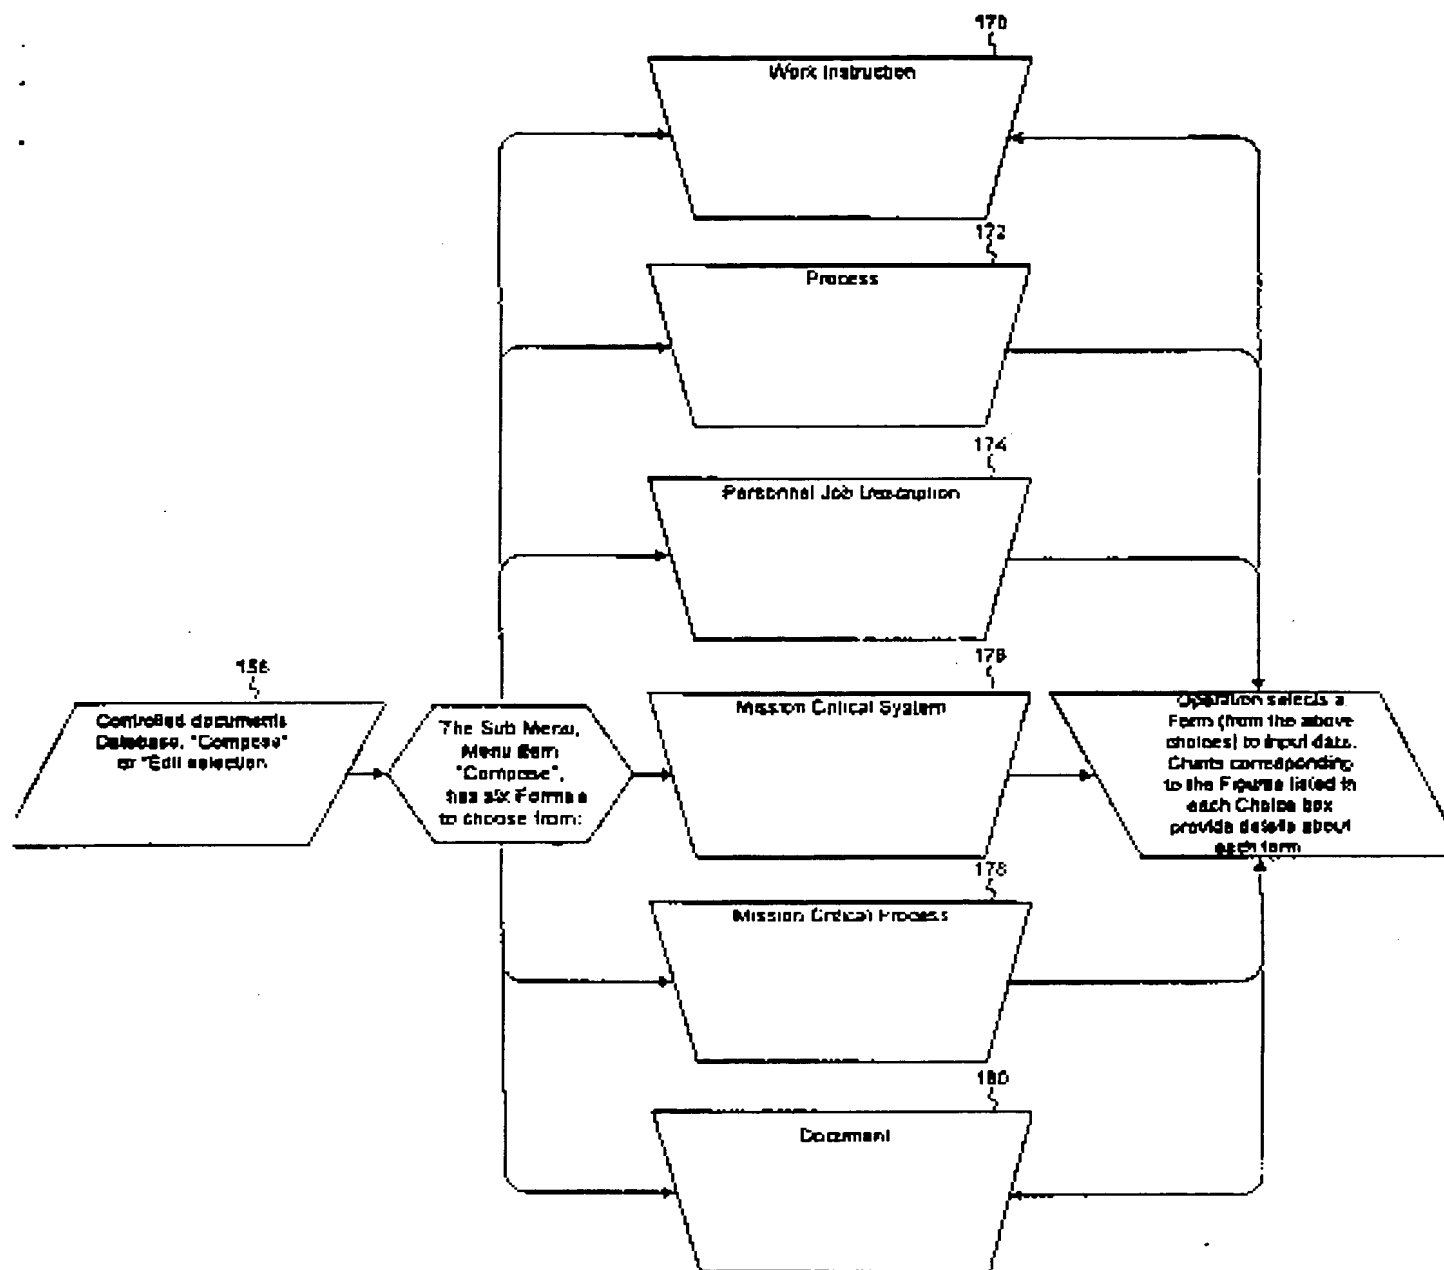 170
Work Instruction
172
Process
174
Personnel Job Description
156
Controlled documents
Database, "Compose"
or "Edit selection
The Sub Menu,
Menu Item
"Compose",
has six Forms
to choose from:
Mission Critical System
Operation selects a
Form (from the above
choices) to input data.
Charts corresponding
to the Figures listed in
each Choice box
provide details about
each form
178
Mission Critical Process
180
Document